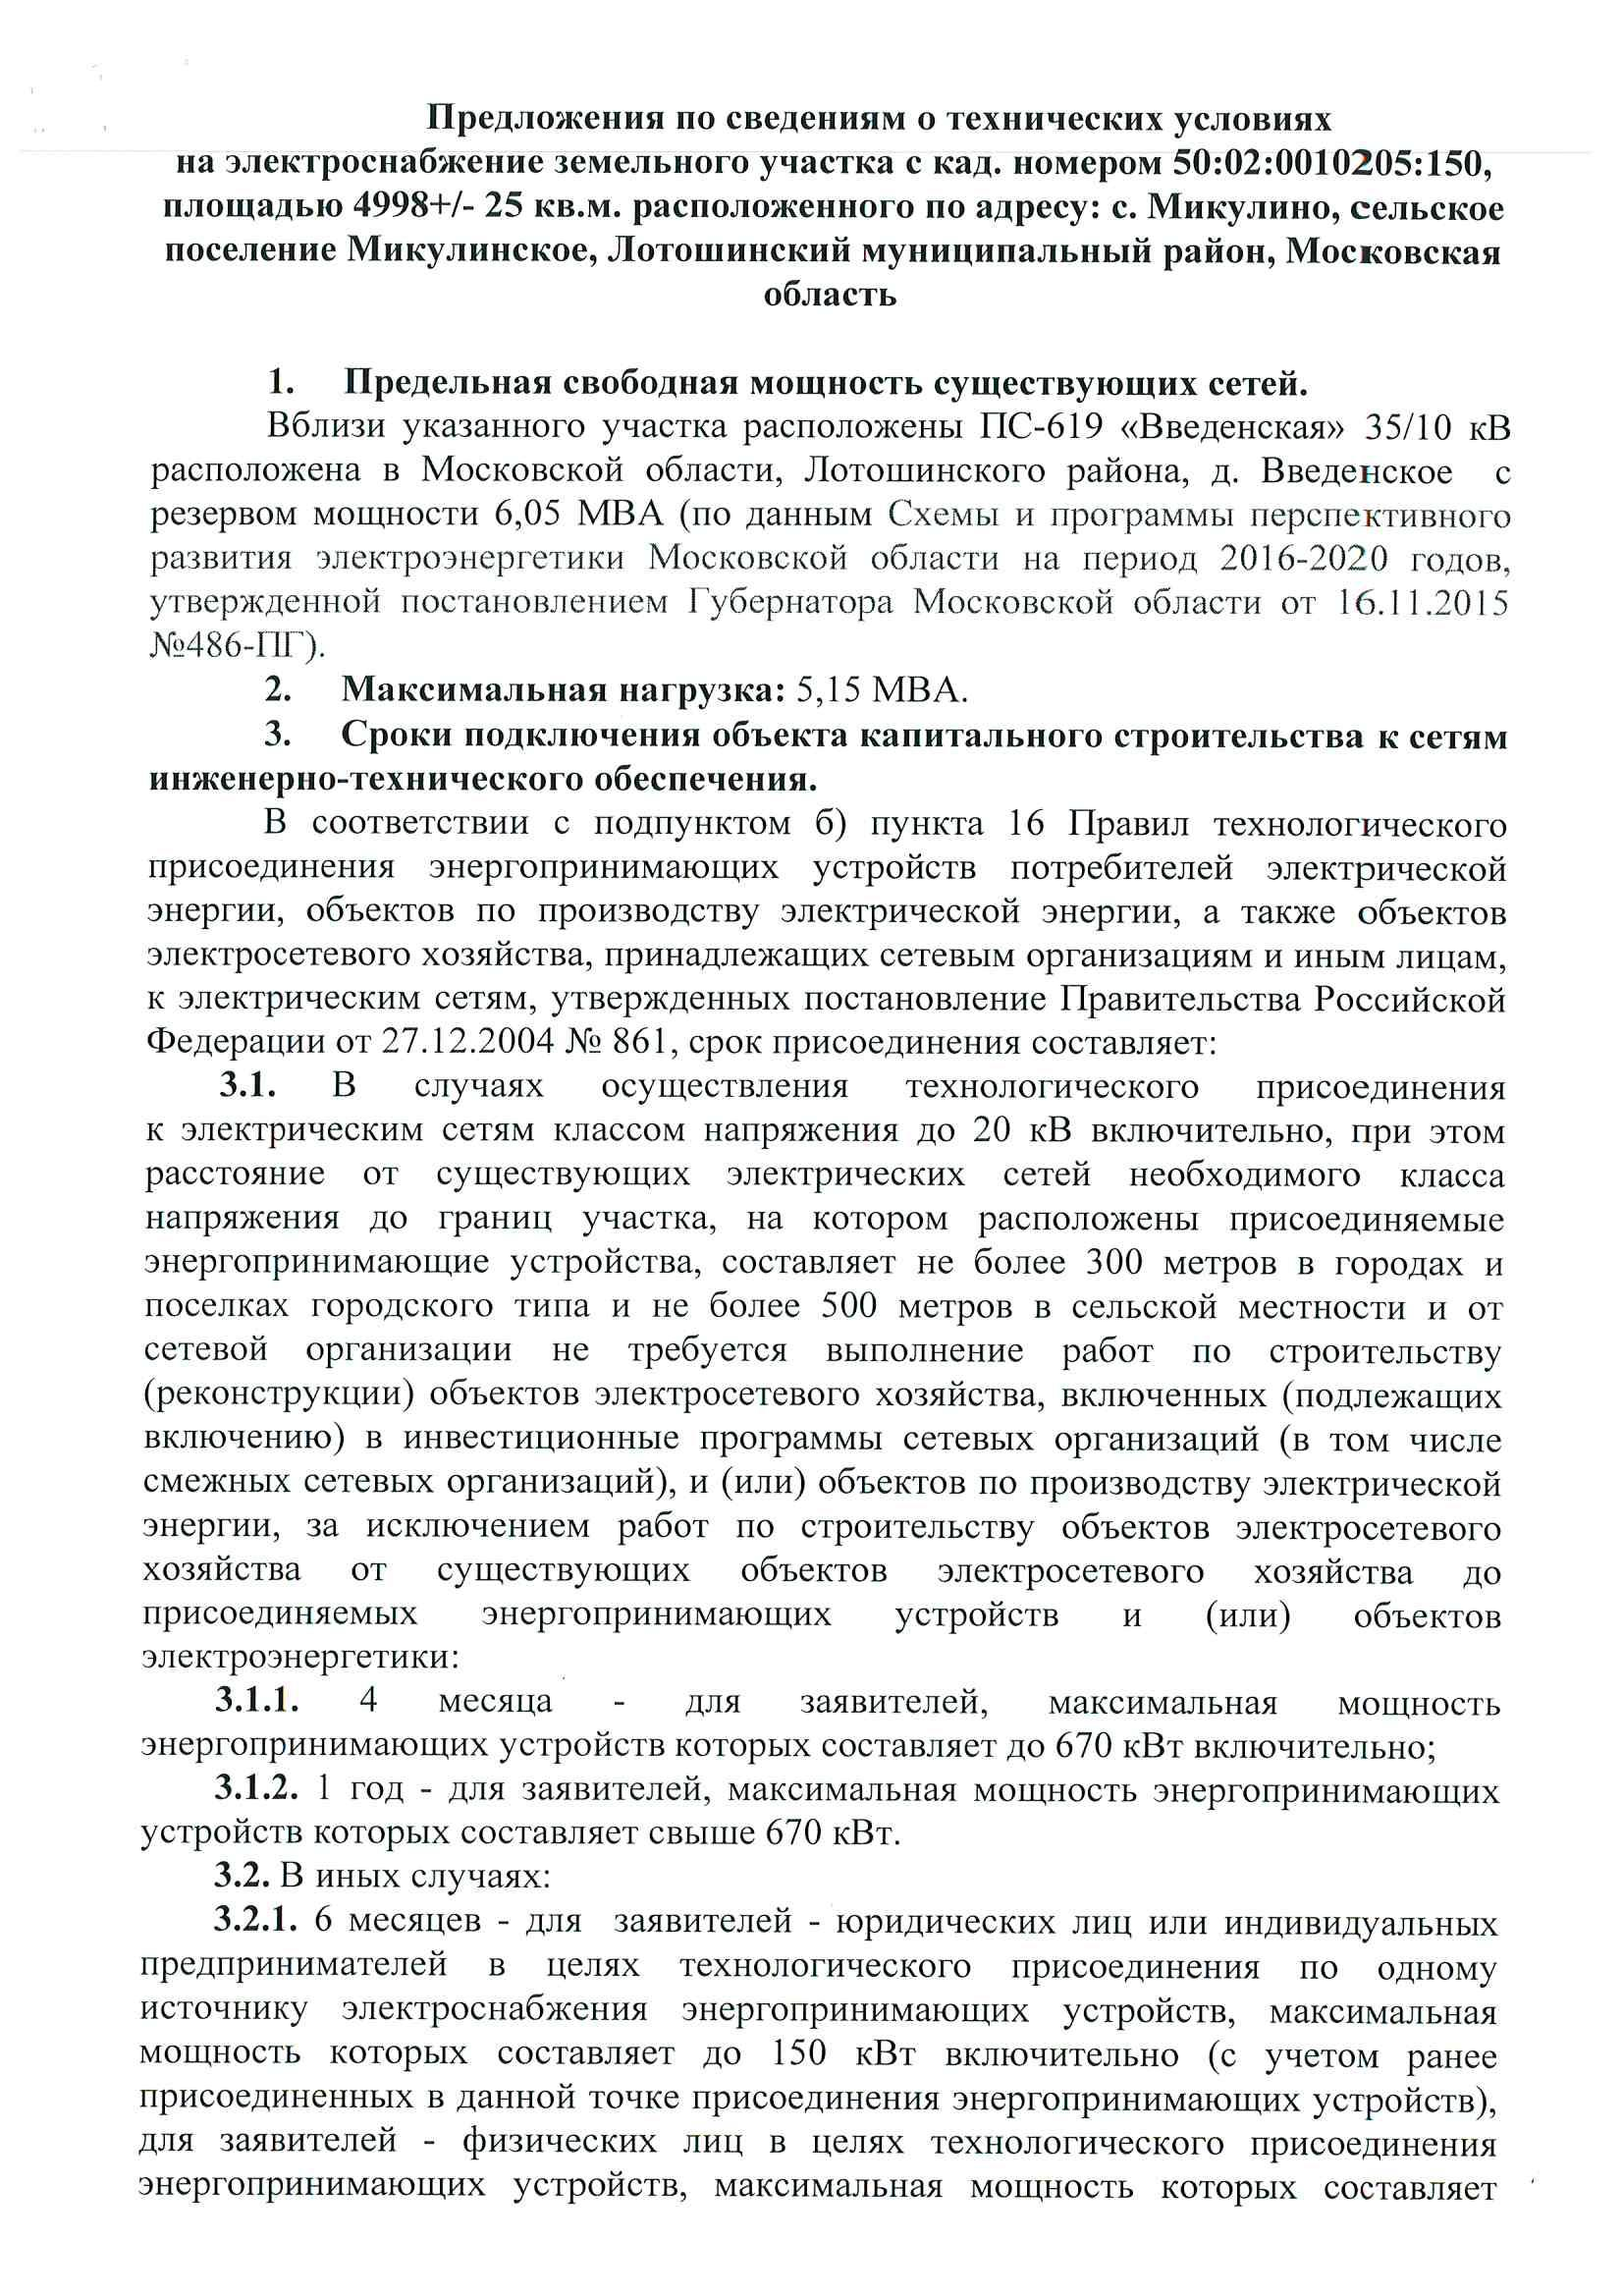 Предложения по сведениям о технических условиях
на электроснабжение земельного участка с кад. номером 50:02:0010205:150,
площадью 4998+/- 25 кв.м. расположенного по адресу: с. Микулино, сельское
поселение Микулинское, Лотошинский муниципальный район, Московская
область
1. Предельная свободная мощность существующих сетей.
Вблизи указанного участка расположены ПС-619 «Введенская» 35/10 кВ
расположена в Московской области, Лотошинского района, д. Введенское с
резервом мощности 6,05 МВА (по данным Схемы и программы перспективного
развития электроэнергетики Московской области на период 2016-2020 годов,
утвержденной постановлением Губернатора Московской области от 16.11.2015
№486-ПГ).
2. Максимальная нагрузка: 5,15 МВА.
3. Сроки подключения объекта капитального строительства к сетям
инженерно-технического обеспечения.
В соответствии с подпунктом б) пункта 16 Правил технологического
присоединения энергопринимающих устройств потребителей электрической
энергии, объектов по производству электрической энергии, а также объектов
электросетевого хозяйства, принадлежащих сетевым организациям и иным лицам,
к электрическим сетям, утвержденных постановление Правительства Российской
Федерации от 27.12.2004 № 861, срок присоединения составляет:
3.1. В случаях осуществления технологического присоединения
к электрическим сетям классом напряжения до 20 кВ включительно, при этом
расстояние от существующих электрических сетей необходимого класса
напряжения до границ участка, на котором расположены присоединяемые
энергопринимающие устройства, составляет не более 300 метров в городах и
поселках городского типа и не более 500 метров в сельской местности и от
сетевой организации не требуется выполнение работ по строительству
(реконструкции) объектов электросетевого хозяйства, включенных (подлежащих
включению) в инвестиционные программы сетевых организаций (в том числе
смежных сетевых организаций), и (или) объектов по производству электрической
энергии, за исключением работ по строительству объектов электросетевого
хозяйства от существующих объектов электросетевого хозяйства до
присоединяемых энергопринимающих устройств и (или) объектов
электроэнергетики:
3.1.1. 4 месяца - для заявителей, максимальная мощность
энергопринимающих устройств которых составляет до 670 кВт включительно;
3.1.2. 1 год - для заявителей, максимальная мощность энергопринимающих
устройств которых составляет свыше 670 кВт.
3.2. В иных случаях:
3.2.1. 6 месяцев - для заявителей - юридических лиц или индивидуальных
предпринимателей в целях технологического присоединения по одному
источнику электроснабжения энергопринимающих устройств, максимальная
мощность которых составляет до 150 кВт включительно (с учетом ранее
присоединенных в данной точке присоединения энергопринимающих устройств),
для заявителей - физических лиц в целях технологического присоединения
энергопринимающих устройств, максимальная мощность которых составляет